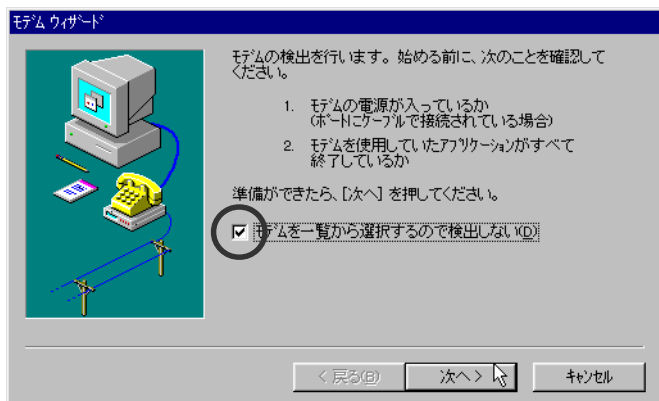 ﾓﾃﾞﾑ ｳｨｻﾞｰﾄﾞ
ﾓﾃﾞﾑの検出を行います。始める前に、次のことを確認して
ください。
1. ﾓﾃﾞﾑの電源が入っているか
(ﾎﾟｰﾄにｹｰﾌﾞﾙで接続されている場合)
2. ﾓﾃﾞﾑを使用していたｱﾌﾟﾘｹｰｼｮﾝがすべて
終了しているか
準備ができたら、[次へ] を押してください。
ﾓﾃﾞﾑを一覧から選択するので検出しない(D)
< 戻る(B)
次へ >
ｷｬﾝｾﾙ